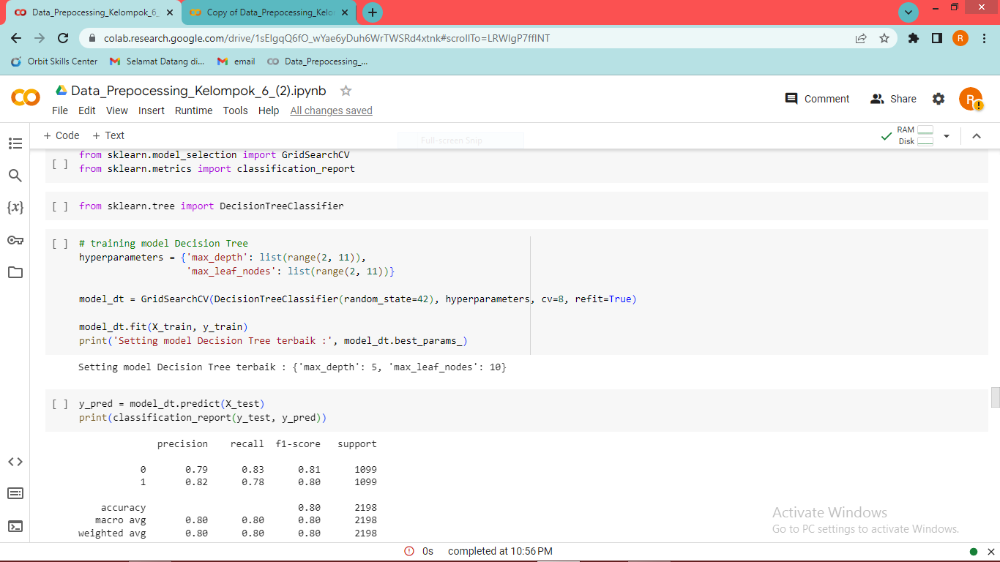 Data_Prepocessing_Kelompok_6_
Copy of Data_Prepocessing_Kelo
colab.research.google.com/drive/1sEIgqQ6fO_wYae6yDuh6WrTWSRd4xtnk#scrollTo=LRWIgP7ffINT
R
Orbit Skills Center
Selamat Datang di...
email
Data_Prepocessing_...
Data_Prepocessing_Kelompok_6_(2).ipynb
Comment
Share
R
File Edit View Insert Runtime Tools Help All changes saved
+ Code + Text
Full-screen Snip
RAM
Disk
from sklearn.model_selection import GridSearchCV
[ ] from sklearn.metrics import classification_report
[ ] from sklearn.tree import DecisionTreeClassifier
[ ] # training model Decision Tree
hyperparameters = {'max_depth': list(range(2, 11)),
'max_leaf_nodes': list(range(2, 11))}
model_dt = GridSearchCV(DecisionTreeClassifier(random_state=42), hyperparameters, cv=8, refit=True)
model_dt.fit(X_train, y_train)
print('Setting model Decision Tree terbaik :', model_dt.best_params_)
Setting model Decision Tree terbaik : {'max_depth': 5, 'max_leaf_nodes': 10}
[ ] y_pred = model_dt.predict(X_test)
print(classification_report(y_test, y_pred))
precision recall f1-score support
0 0.79 0.83 0.81 1099
1 0.82 0.78 0.80 1099
accuracy 0.80 2198
macro avg 0.80 0.80 0.80 2198
weighted avg 0.80 0.80 0.80 2198
Activate Windows
Go to PC settings to activate Windows.
0s completed at 10:56 PM